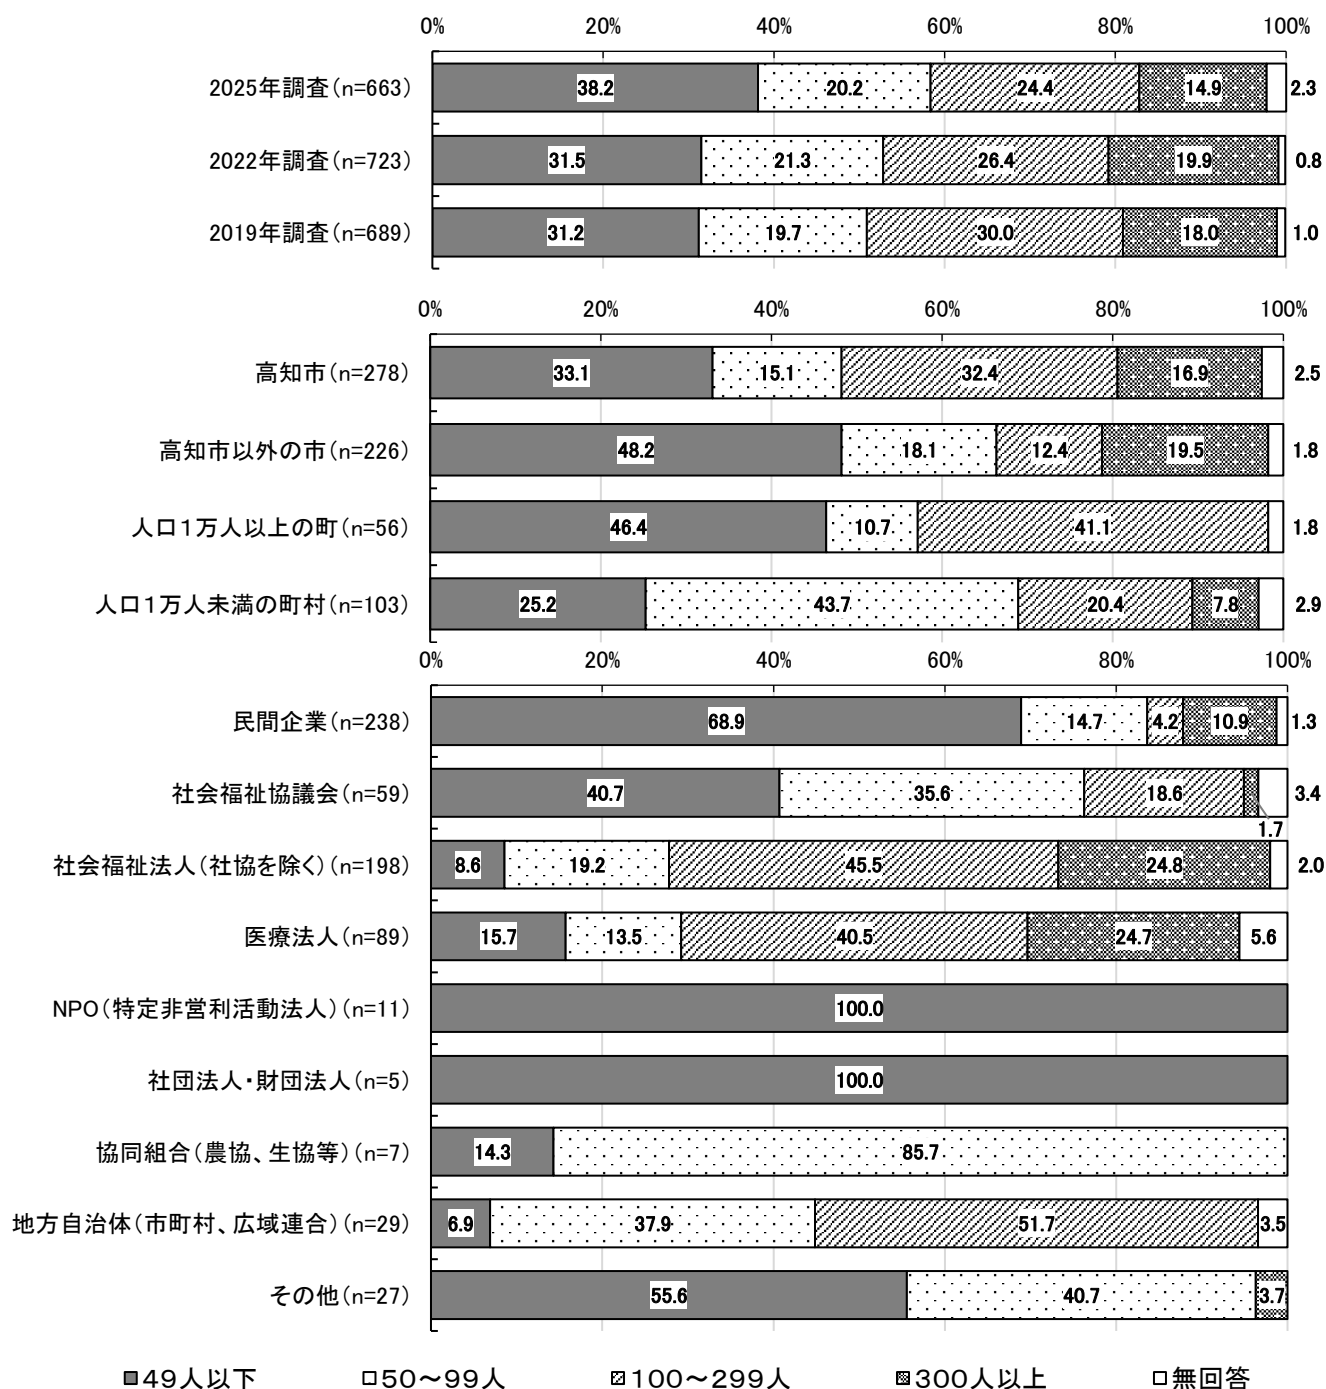 0% 20% 40% 60% 80% 100%
2025年調査(n=663) 38.2 20.2 24.4 14.9 2.3
2022年調査(n=723) 31.5 21.3 26.4 19.9 0.8
2019年調査(n=689) 31.2 19.7 30.0 18.0 1.0
0% 20% 40% 60% 80% 100%
高知市(n=278) 33.1 15.1 32.4 16.9 2.5
高知市以外の市(n=226) 48.2 18.1 12.4 19.5 1.8
人口1万人以上の町(n=56) 46.4 10.7 41.1 1.8
人口1万人未満の町村(n=103) 25.2 43.7 20.4 7.8 2.9
0% 20% 40% 60% 80% 100%
民間企業(n=238) 68.9 14.7 4.2 10.9 1.3
社会福祉協議会(n=59) 40.7 35.6 18.6 3.4
1.7
社会福祉法人(社協を除く)(n=198) 8.6 19.2 45.5 24.8 2.0
医療法人(n=89) 15.7 13.5 40.5 24.7 5.6
NPO(特定非営利活動法人)(n=11) 100.0
社団法人・財団法人(n=5) 100.0
協同組合(農協、生協等)(n=7) 14.3 85.7
地方自治体(市町村、広域連合)(n=29) 6.9 37.9 51.7 3.5
その他(n=27) 55.6 40.7 3.7
49人以下 50～99人 100～299人 300人以上 無回答